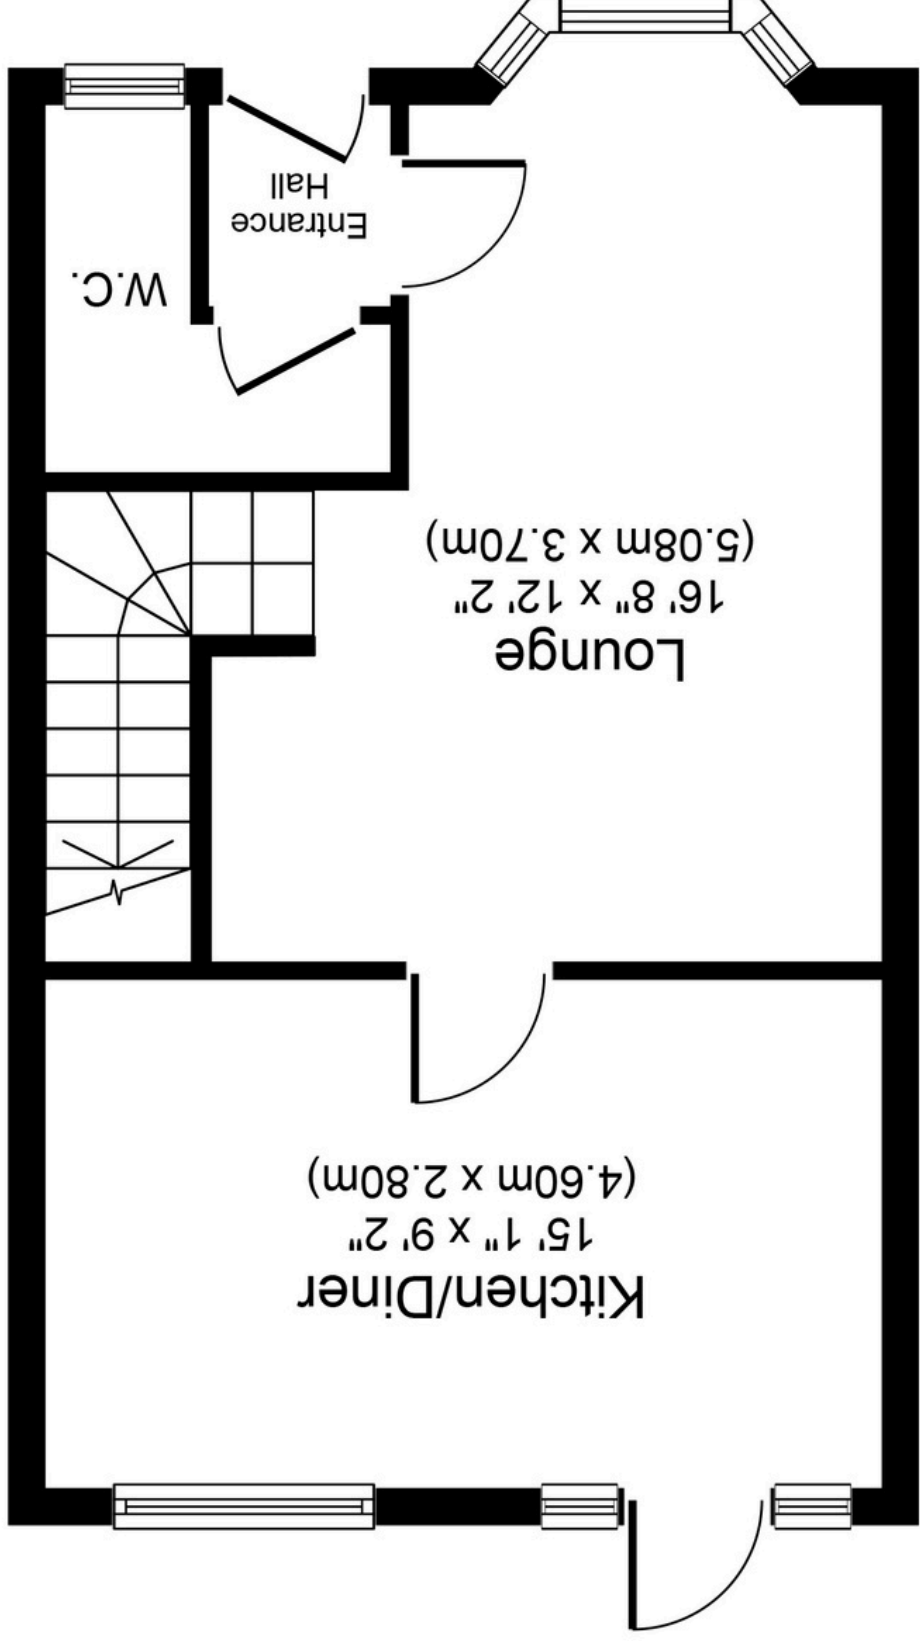 Kitchen/Diner
15' 1" x 9' 2"
(4.60m x 2.80m)
Lounge
16' 8" x 12' 2"
(5.08m x 3.70m)
W.C.
Entrance
Hall